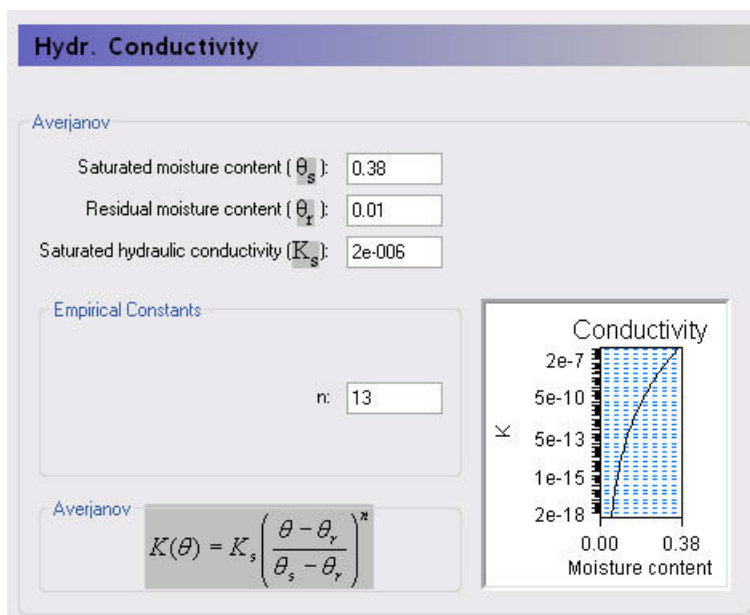 Hydr. Conductivity
Averjanov
Saturated moisture content ( θs ): 0.38
Residual moisture content ( θr ): 0.01
Saturated hydraulic conductivity (Ks): 2e-006
Empirical Constants
n: 13
Averjanov
K(θ) = Ks((θ − θr)/(θs − θr))^n
Conductivity
2e-7
5e-10
K
5e-13
1e-15
2e-18
0.00 0.38
Moisture content